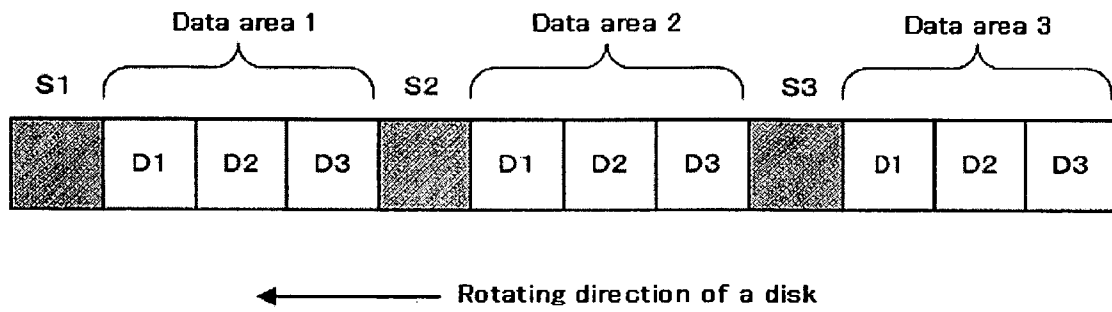 Data area 1 Data area 2 Data area 3
S1 S2 S3
D1 D2 D3 D1 D2 D3 D1 D2 D3
Rotating direction of a disk